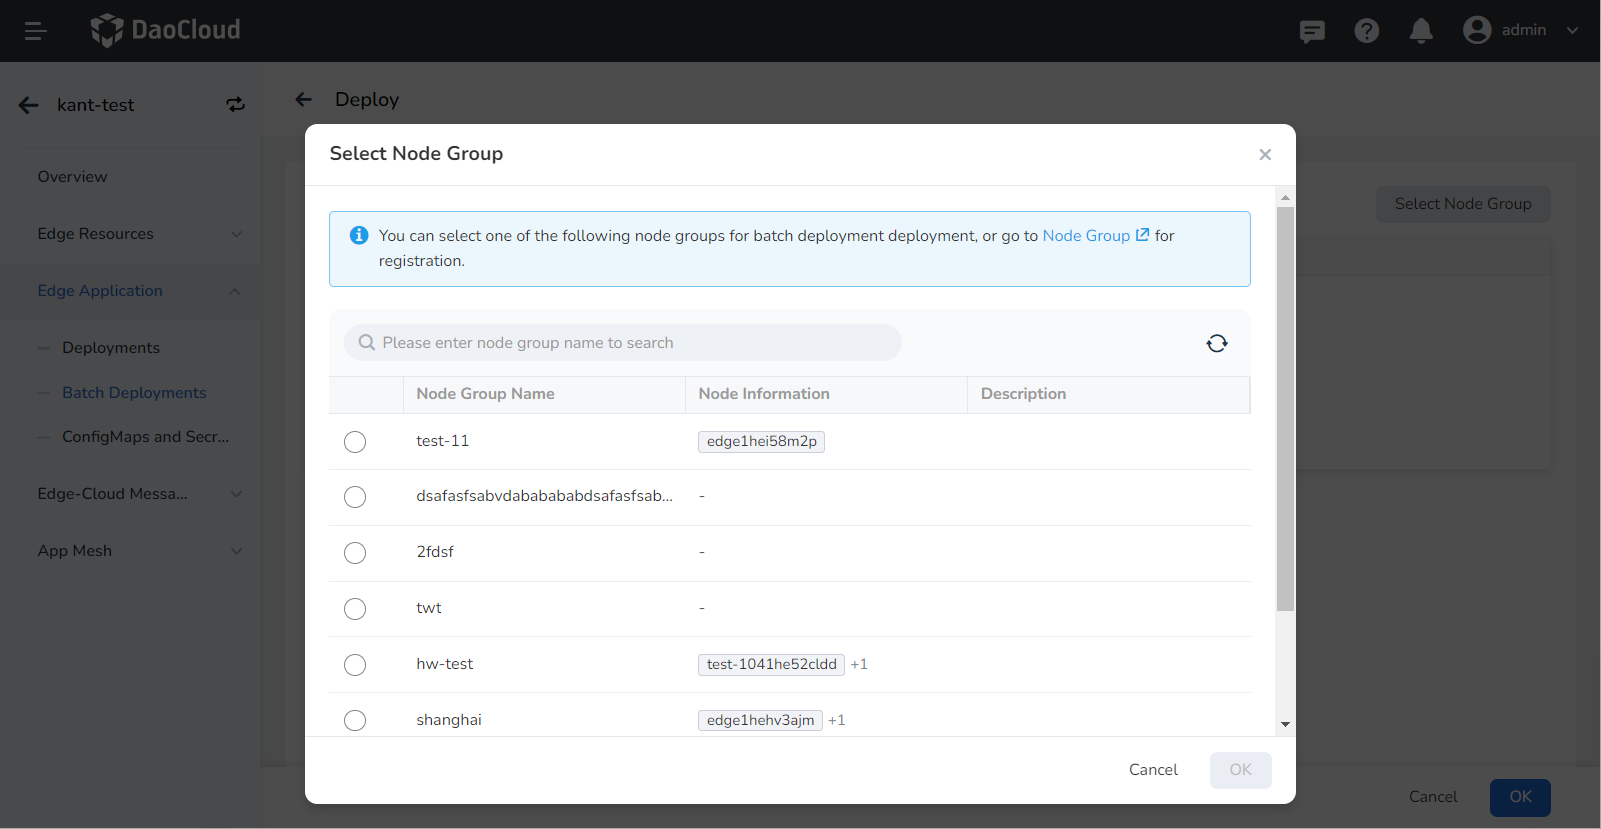 DaoCloud
admin
kant-test
Deploy
Overview
Edge Resources
Edge Application
Deployments
Batch Deployments
ConfigMaps and Secr...
Edge-Cloud Messa...
App Mesh
Select Node Group
Select Node Group
You can select one of the following node groups for batch deployment deployment, or go to Node Group for
registration.
Please enter node group name to search
Node Group Name Node Information Description
test-11 edge1hei58m2p
dsafasfsabvdabababababdsafasfsab... -
2fdsf -
twt -
hw-test test-1041he52cldd +1
shanghai edge1hehv3ajm +1
Cancel OK
Cancel OK